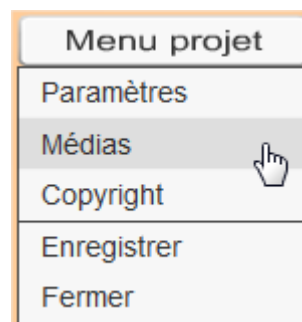 Menu projet
Paramètres
Médias
Copyright
Enregistrer
Fermer